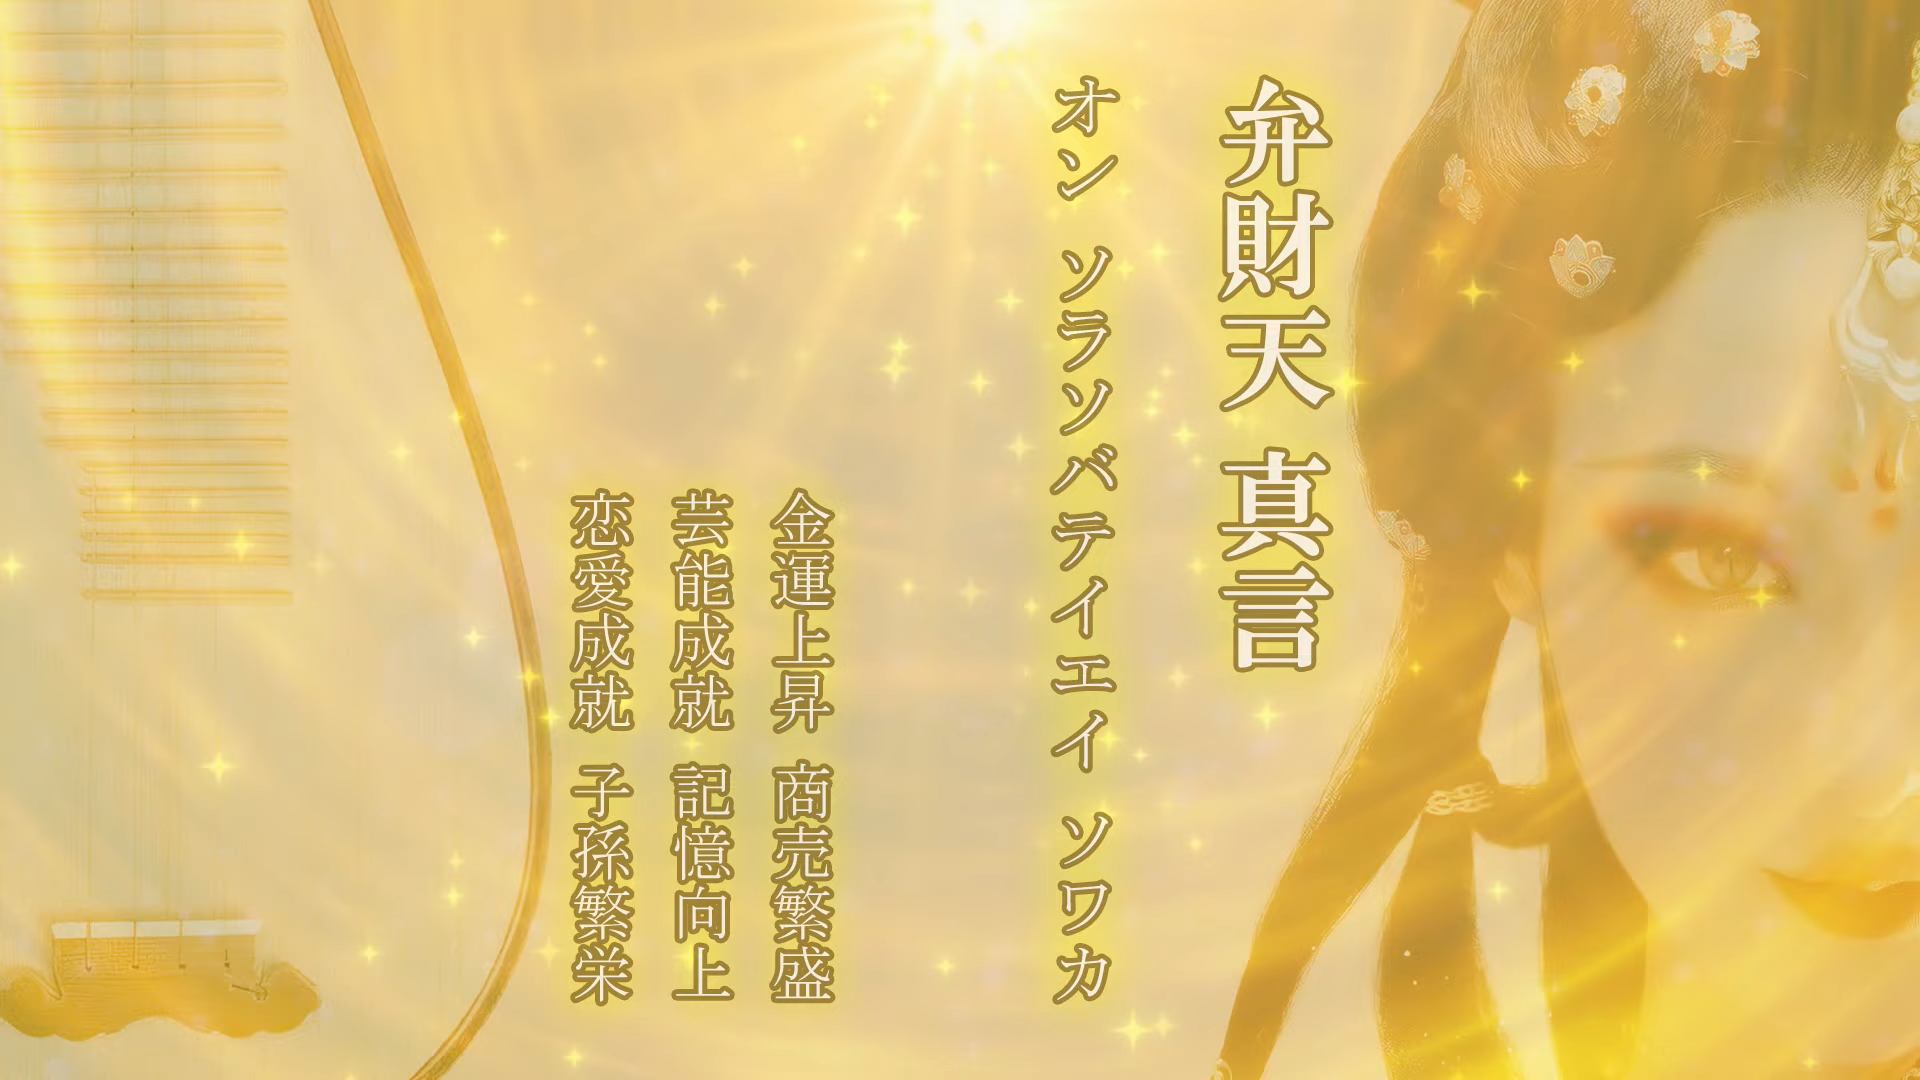 弁財天 真言
オン ソラソバテイエイ ソワカ
金運上昇 商売繁盛
芸能成就 記憶向上
恋愛成就 子孫繁栄